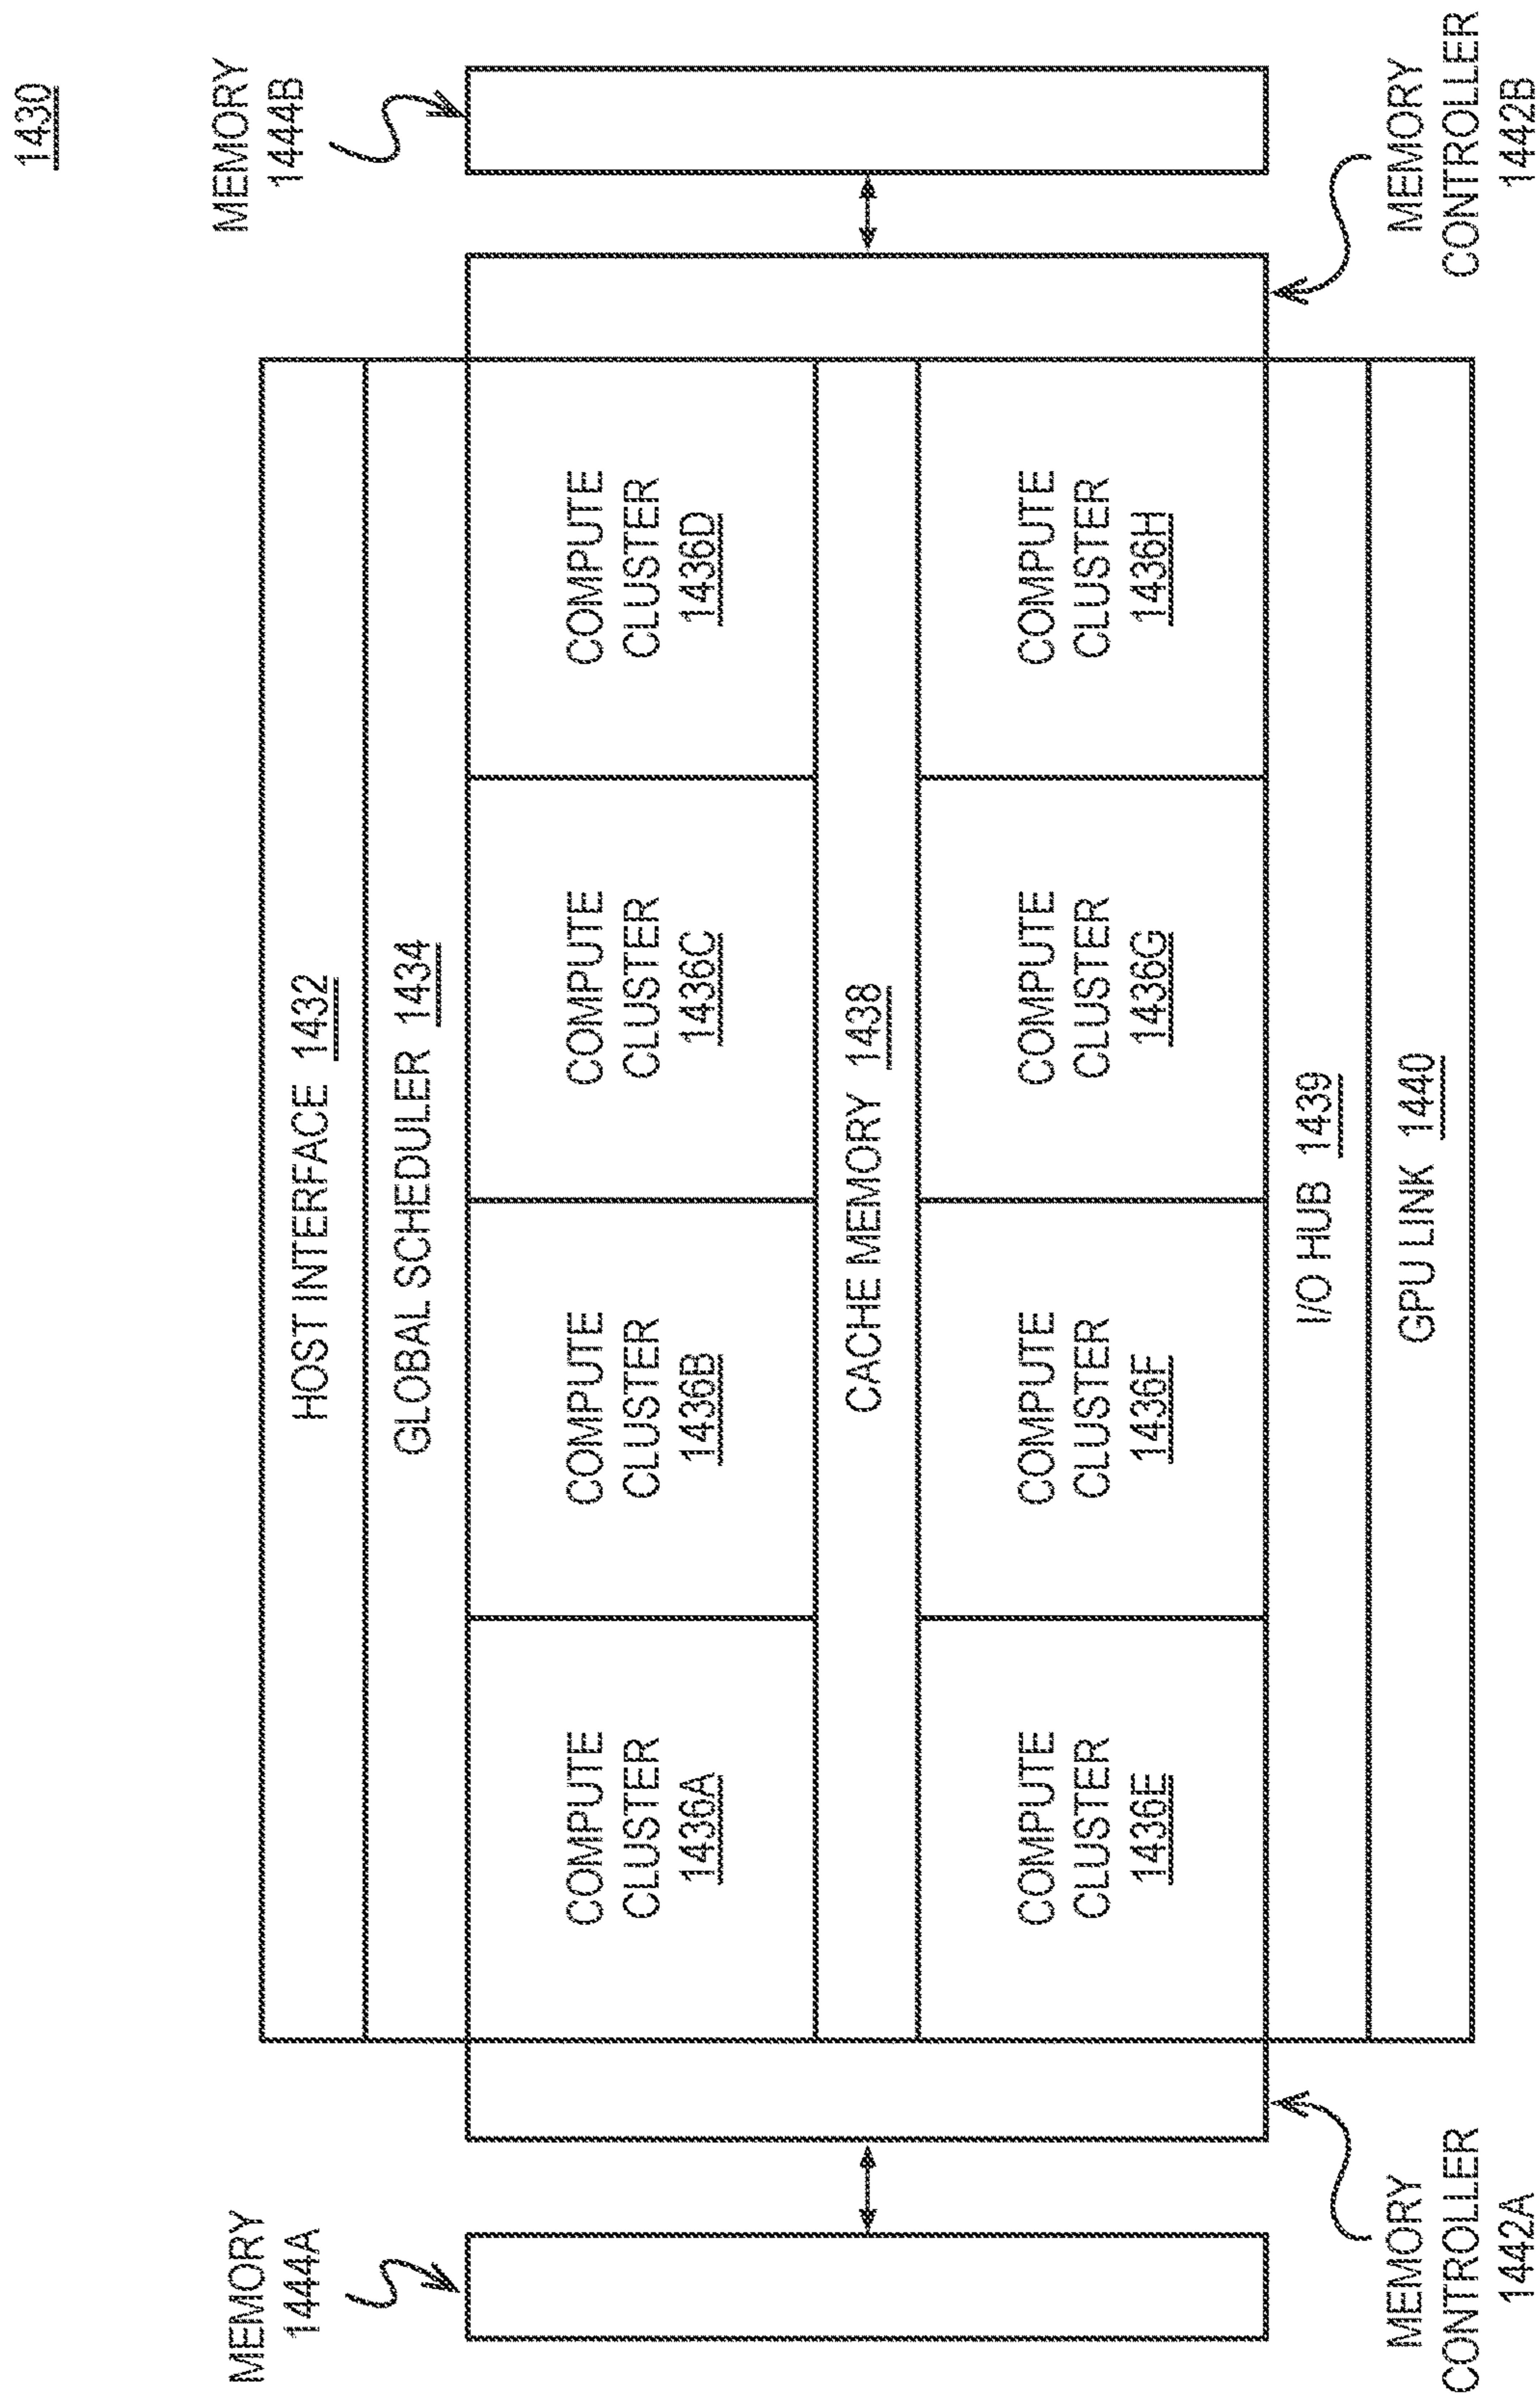 1430
MEMORY
1444A
MEMORY
1444B
HOST INTERFACE 1432
GLOBAL SCHEDULER 1434
COMPUTE
CLUSTER
1436A
COMPUTE
CLUSTER
1436B
COMPUTE
CLUSTER
1436C
COMPUTE
CLUSTER
1436D
CACHE MEMORY 1438
COMPUTE
CLUSTER
1436E
COMPUTE
CLUSTER
1436F
COMPUTE
CLUSTER
1436G
COMPUTE
CLUSTER
1436H
I/O HUB 1439
GPU LINK 1440
MEMORY
CONTROLLER
1442A
MEMORY
CONTROLLER
1442B